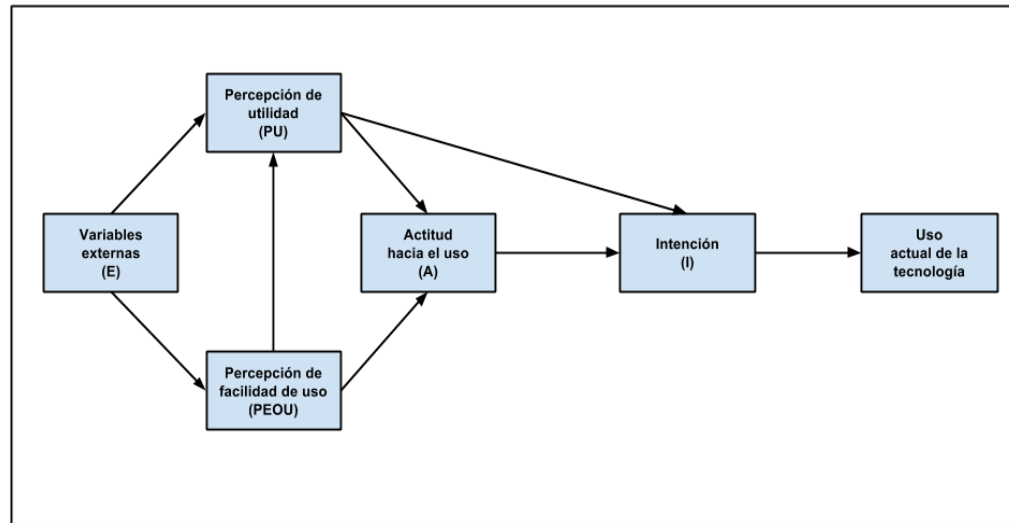 Percepción de
utilidad
(PU)
Variables
externas
(E)
Actitud
hacia el uso
(A)
Intención
(I)
Uso
actual de la
tecnología
Percepción de
facilidad de uso
(PEOU)